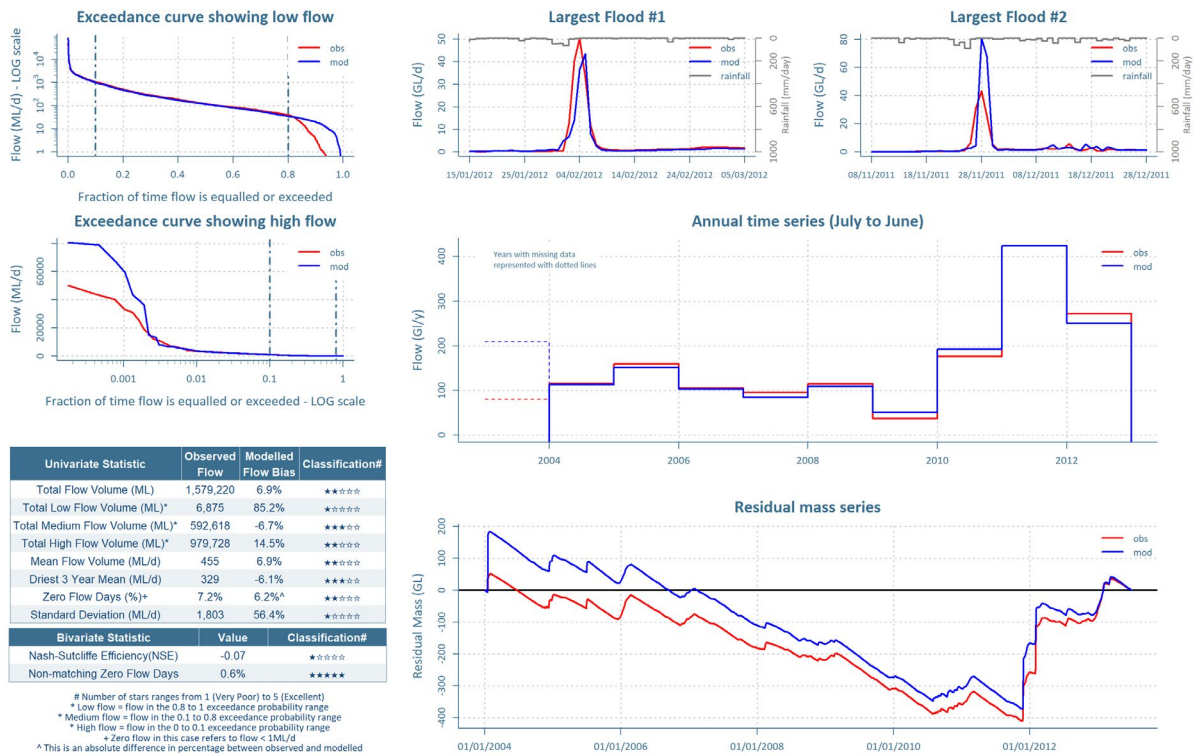 Exceedance curve showing low flow
Flow (ML/d) - LOG scale
10^4
10^3
10^2
10
1
obs
mod
0.0 0.2 0.4 0.6 0.8 1.0
Fraction of time flow is equalled or exceeded
Largest Flood #1
Flow (GL/d)
50
40
30
20
10
0
obs
mod
rainfall
0
200
600
1000
Rainfall (mm/day)
15/01/2012 25/01/2012 04/02/2012 14/02/2012 24/02/2012 05/03/2012
Largest Flood #2
Flow (GL/d)
80
60
40
20
0
obs
mod
rainfall
0
200
600
1000
Rainfall (mm/day)
08/11/2011 18/11/2011 28/11/2011 08/12/2011 18/12/2011 28/12/2011
Exceedance curve showing high flow
Flow (ML/d)
60000
20000
0
obs
mod
0.001 0.01 0.1 1
Fraction of time flow is equalled or exceeded - LOG scale
Annual time series (July to June)
Flow (Gl/y)
400
300
200
100
0
Years with missing data
represented with dotted lines
obs
mod
2004 2006 2008 2010 2012
Univariate Statistic Observed Flow Modelled Flow Bias Classification#
Total Flow Volume (ML) 1,579,220 6.9% ★★☆☆☆
Total Low Flow Volume (ML)* 6,875 85.2% ★☆☆☆☆
Total Medium Flow Volume (ML)* 592,618 -6.7% ★★★☆☆
Total High Flow Volume (ML)* 979,728 14.5% ★★☆☆☆
Mean Flow Volume (ML/d) 455 6.9% ★★☆☆☆
Driest 3 Year Mean (ML/d) 329 -6.1% ★★★☆☆
Zero Flow Days (%)+ 7.2% 6.2%^ ★★☆☆☆
Standard Deviation (ML/d) 1,803 56.4% ★☆☆☆☆
Bivariate Statistic Value Classification#
Nash-Sutcliffe Efficiency(NSE) -0.07 ★☆☆☆☆
Non-matching Zero Flow Days 0.6% ★★★★★
# Number of stars ranges from 1 (Very Poor) to 5 (Excellent)
* Low flow = flow in the 0.8 to 1 exceedance probability range
* Medium flow = flow in the 0.1 to 0.8 exceedance probability range
* High flow = flow in the 0 to 0.1 exceedance probability range
+ Zero flow in this case refers to flow < 1ML/d
^ This is an absolute difference in percentage between observed and modelled
Residual mass series
Residual Mass (GL)
200
100
0
-100
-200
-300
-400
obs
mod
01/01/2004 01/01/2006 01/01/2008 01/01/2010 01/01/2012